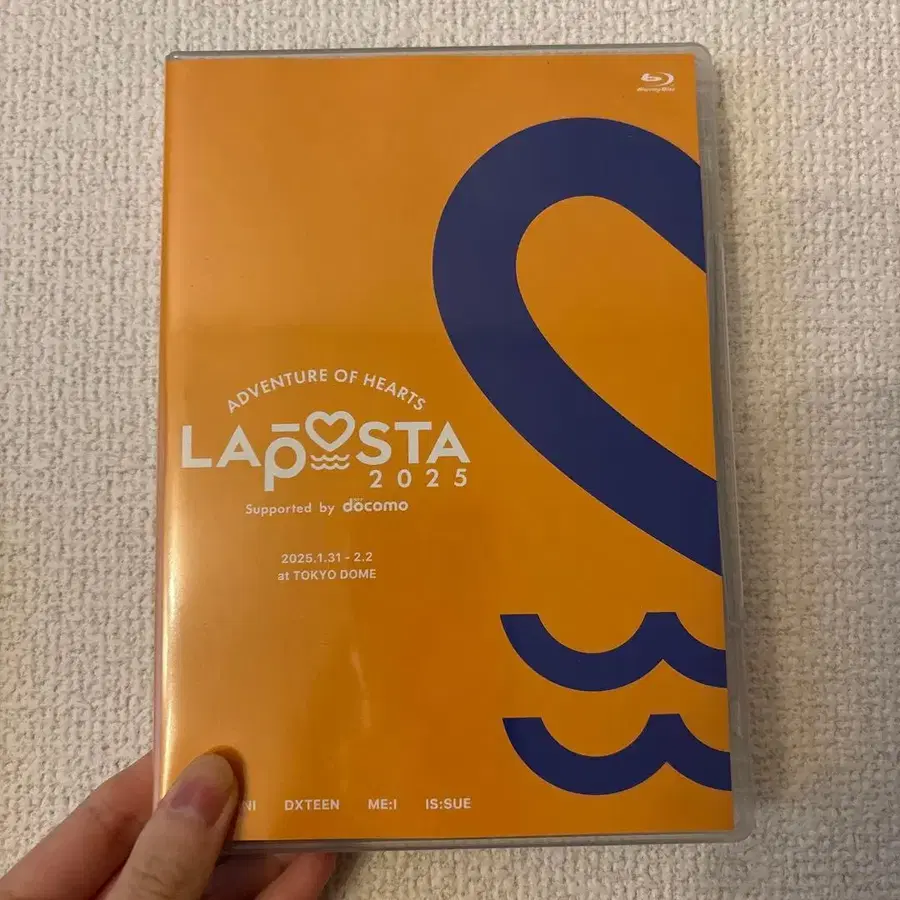 Blu-ray Disc
ADVENTURE OF HEARTS
LAPOSTA
2025
Supported by docomo
2025.1.31 - 2.2
at TOKYO DOME
DXTEEN ME:I IS:SUE